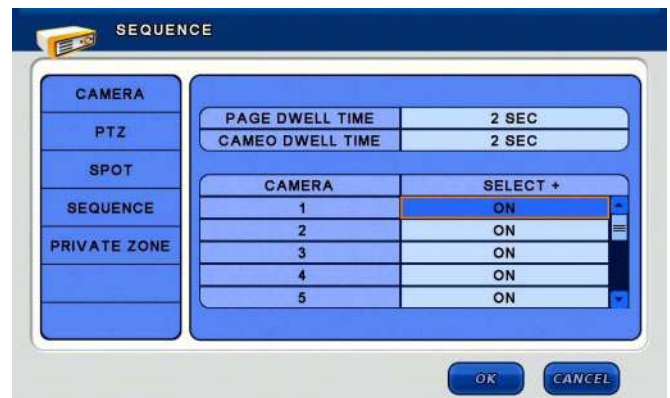 SEQUENCE
CAMERA
PTZ
SPOT
SEQUENCE
PRIVATE ZONE
PAGE DWELL TIME 2 SEC
CAMEO DWELL TIME 2 SEC
CAMERA SELECT +
1 ON
2 ON
3 ON
4 ON
5 ON
OK CANCEL